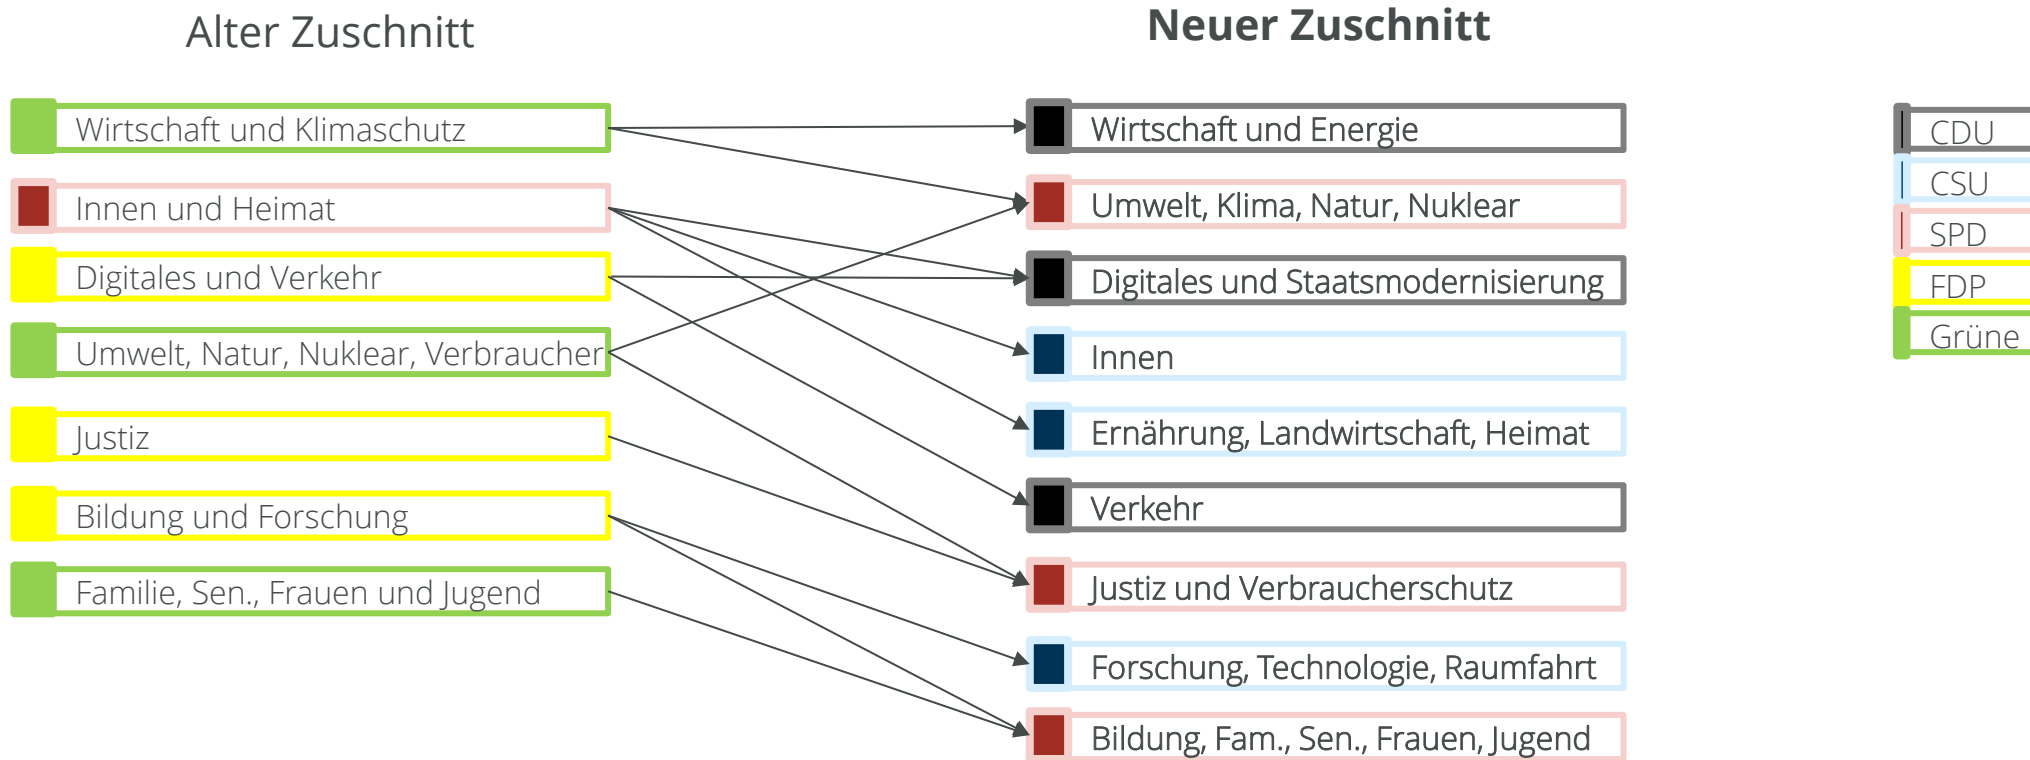 Alter Zuschnitt
Neuer Zuschnitt
Wirtschaft und Klimaschutz
Innen und Heimat
Digitales und Verkehr
Umwelt, Natur, Nuklear, Verbraucher
Justiz
Bildung und Forschung
Familie, Sen., Frauen und Jugend
Wirtschaft und Energie
Umwelt, Klima, Natur, Nuklear
Digitales und Staatsmodernisierung
Innen
Ernährung, Landwirtschaft, Heimat
Verkehr
Justiz und Verbraucherschutz
Forschung, Technologie, Raumfahrt
Bildung, Fam., Sen., Frauen, Jugend
CDU
CSU
SPD
FDP
Grüne